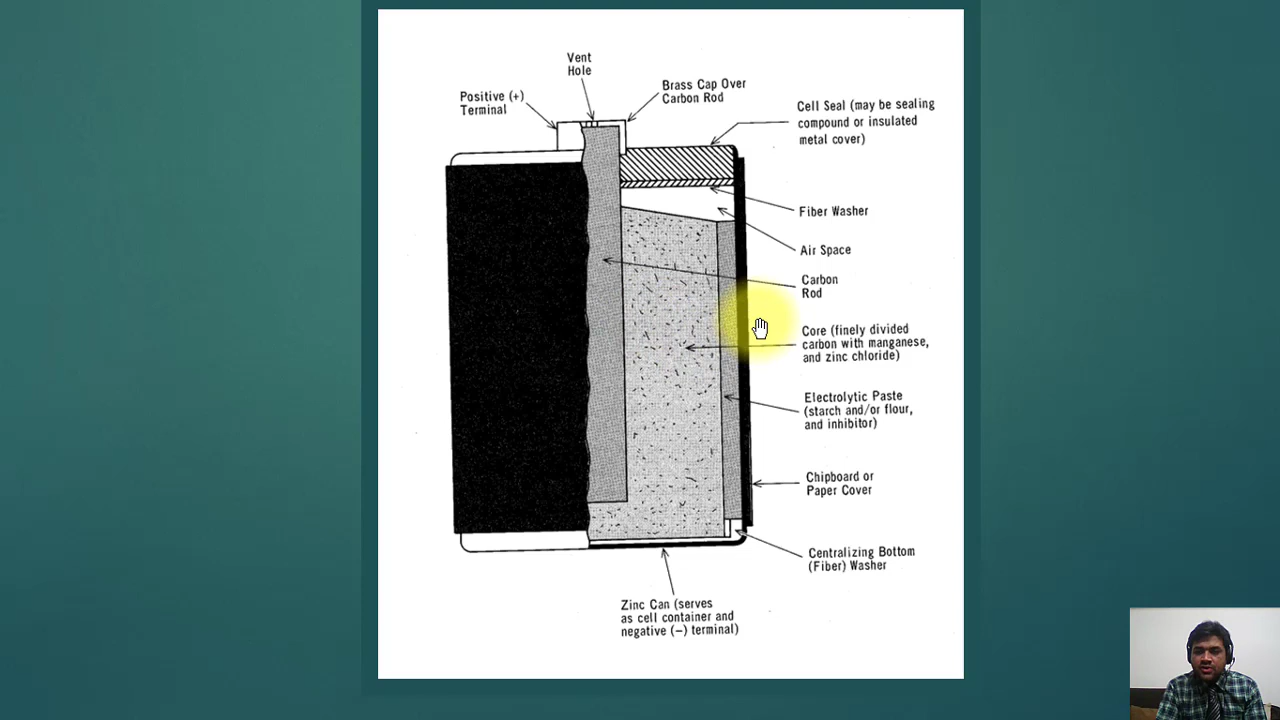 Vent
Hole
Brass Cap Over
Carbon Rod
Positive (+)
Terminal
Cell Seal (may be sealing
compound or insulated
metal cover)
Fiber Washer
Air Space
Carbon
Rod
Core (finely divided
carbon with manganese,
and zinc chloride)
Electrolytic Paste
(starch and/or flour,
and inhibitor)
Chipboard or
Paper Cover
Centralizing Bottom
(Fiber) Washer
Zinc Can (serves
as cell container and
negative (−) terminal)